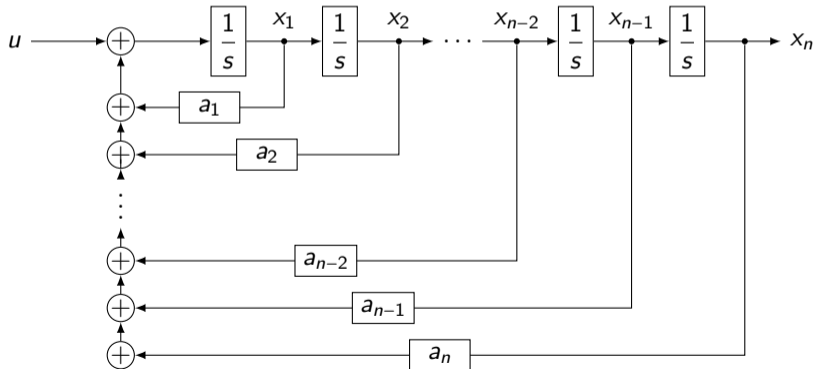 u + 1/s x₁ 1/s x₂ ⋯ xₙ₋₂ 1/s xₙ₋₁ 1/s xₙ
+ a₁
+ a₂
⋮
+ aₙ₋₂
+ aₙ₋₁
+ aₙ